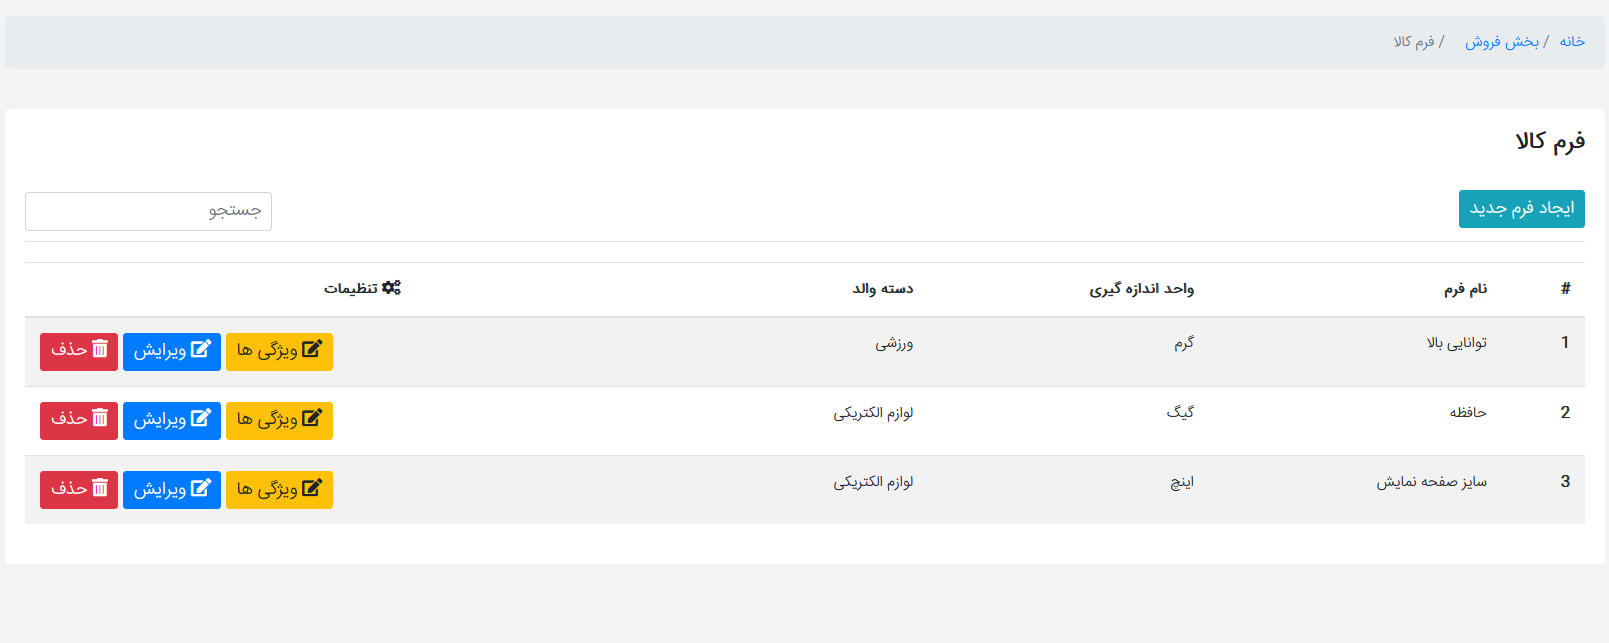 خانه / بخش فروش / فرم کالا
فرم کالا
ایجاد فرم جدید جستجو
# نام فرم واحد اندازه گیری دسته والد تنظیمات
1 توانایی بالا گرم ورزشی ویژگی ها ویرایش حذف
2 حافظه گیگ لوازم الکتریکی ویژگی ها ویرایش حذف
3 سایز صفحه نمایش اینچ لوازم الکتریکی ویژگی ها ویرایش حذف